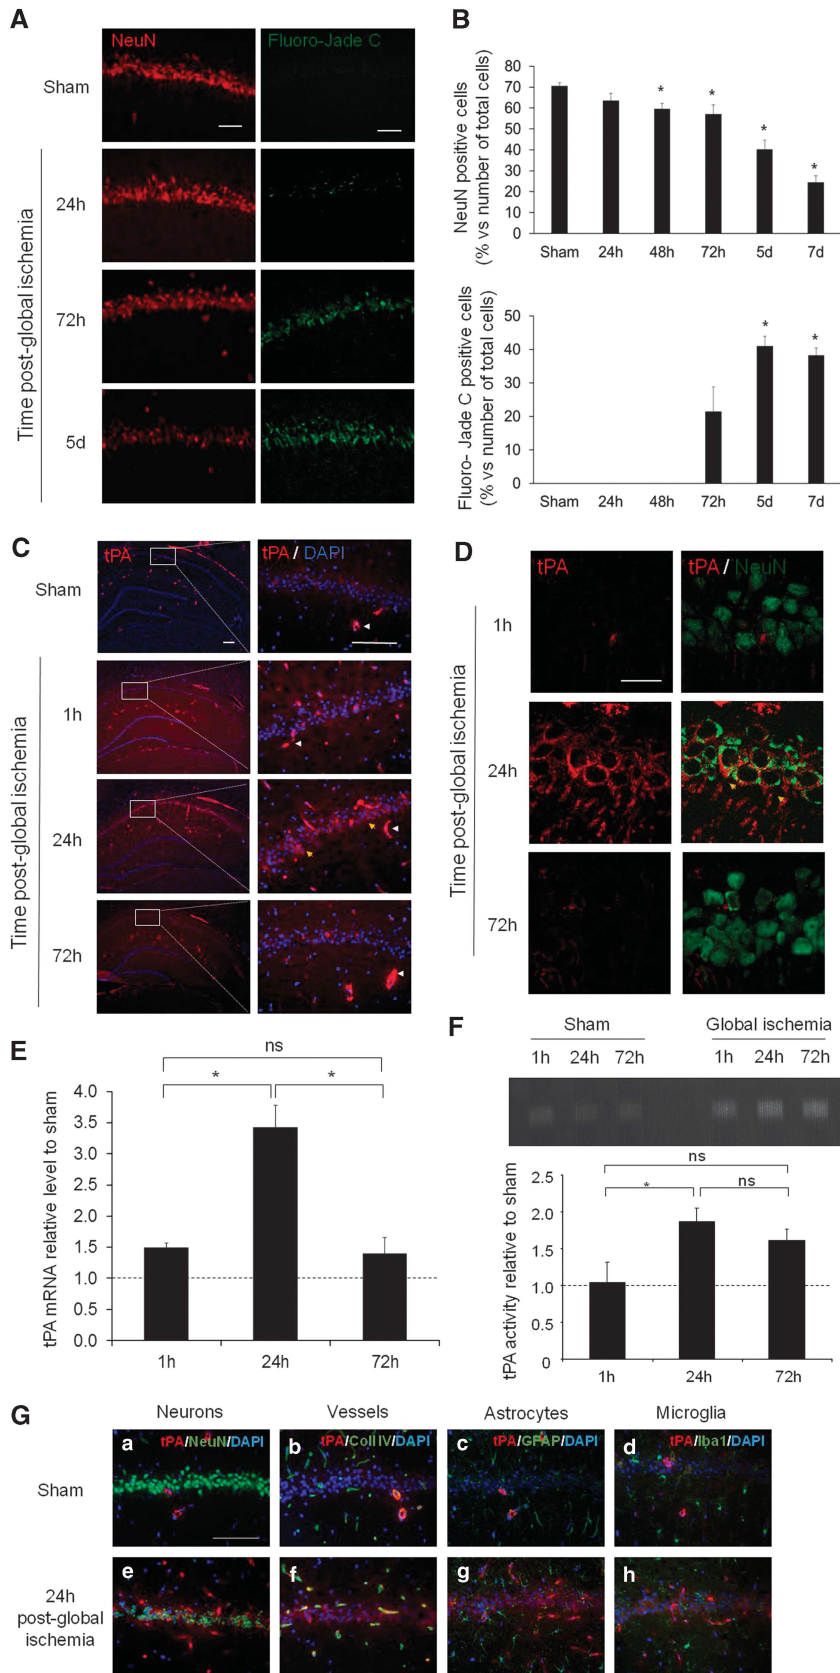 A
NeuN
Fluoro-Jade C
Sham
24h
72h
5d
Time post-global ischemia
B
NeuN positive cells
(% vs number of total cells)
80
70
60
50
40
30
20
10
0
* * * *
Sham 24h 48h 72h 5d 7d
Fluoro- Jade C positive cells
(% vs number of total cells)
50
40
30
20
10
0
* *
Sham 24h 48h 72h 5d 7d
C
tPA
tPA / DAPI
Sham
1h
24h
72h
Time post-global ischemia
D
tPA
tPA / NeuN
1h
24h
72h
Time post-global ischemia
E
ns
* *
tPA mRNA relative level to sham
4.0
3.5
3.0
2.5
2.0
1.5
1.0
0.5
0.0
1h 24h 72h
F
Sham Global ischemia
1h 24h 72h 1h 24h 72h
ns
* ns
tPA activity relative to sham
2.5
2.0
1.5
1.0
0.5
0
1h 24h 72h
G
Neurons Vessels Astrocytes Microglia
Sham
a tPA/NeuN/DAPI
b tPA/Coll IV/DAPI
c tPA/GFAP/DAPI
d tPA/Iba1/DAPI
24h
post-global
ischemia
e f g h